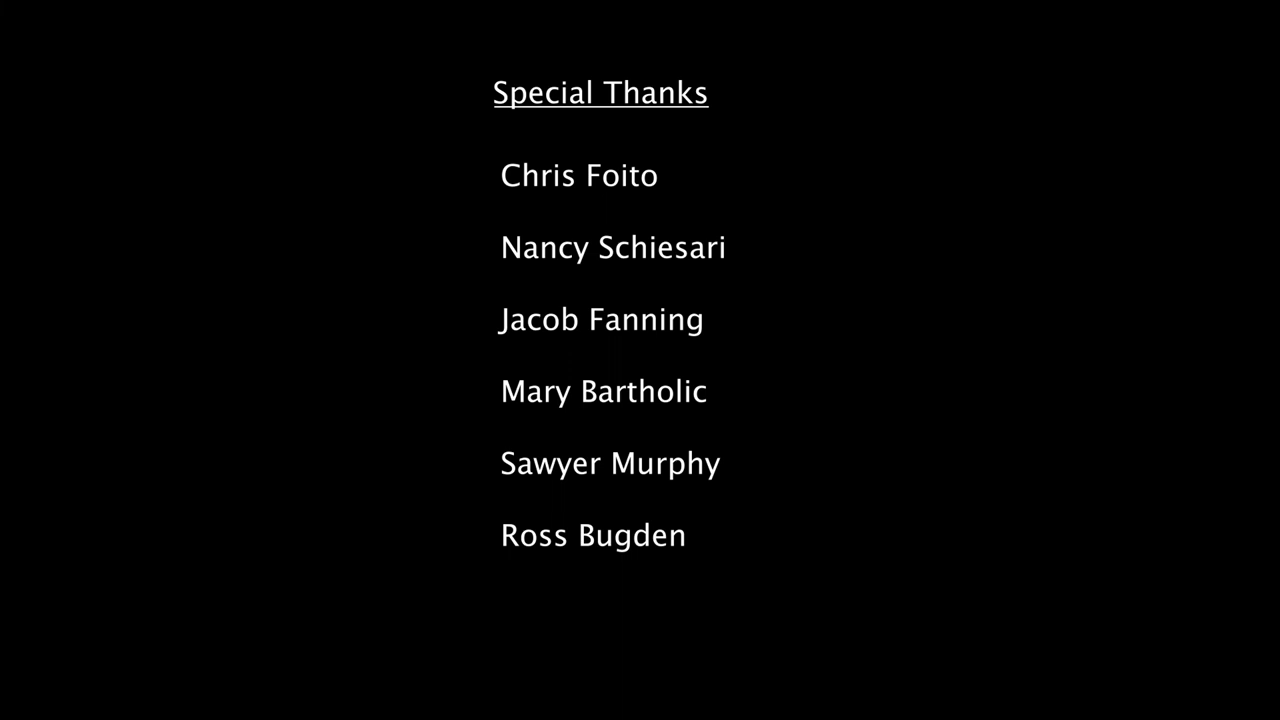 Special Thanks
Chris Foito
Nancy Schiesari
Jacob Fanning
Mary Bartholic
Sawyer Murphy
Ross Bugden